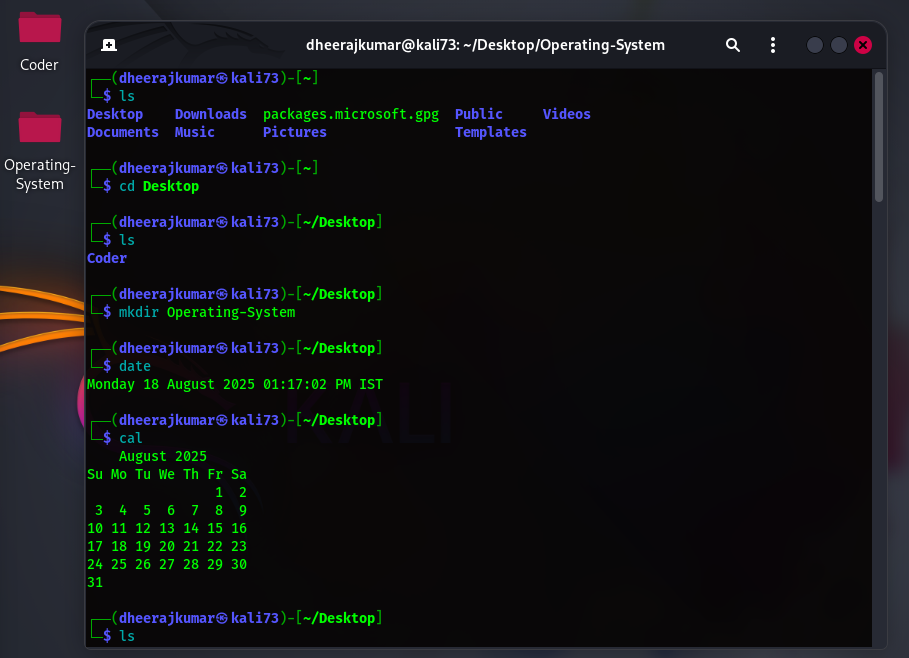 Coder
Operating-
System
dheerajkumar@kali73: ~/Desktop/Operating-System
┌──(dheerajkumar㉿kali73)-[~]
└─$ ls
Desktop    Downloads  packages.microsoft.gpg  Public     Videos
Documents  Music      Pictures                Templates
┌──(dheerajkumar㉿kali73)-[~]
└─$ cd Desktop
┌──(dheerajkumar㉿kali73)-[~/Desktop]
└─$ ls
Coder
┌──(dheerajkumar㉿kali73)-[~/Desktop]
└─$ mkdir Operating-System
┌──(dheerajkumar㉿kali73)-[~/Desktop]
└─$ date
Monday 18 August 2025 01:17:02 PM IST
┌──(dheerajkumar㉿kali73)-[~/Desktop]
└─$ cal
    August 2025
Su Mo Tu We Th Fr Sa
                1  2
 3  4  5  6  7  8  9
10 11 12 13 14 15 16
17 18 19 20 21 22 23
24 25 26 27 28 29 30
31
┌──(dheerajkumar㉿kali73)-[~/Desktop]
└─$ ls
KALI